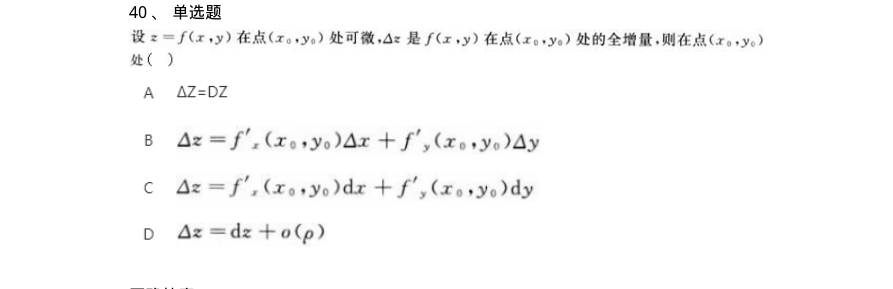 40 、 单选题
设 z = f(x,y) 在点(x₀,y₀) 处可微,Δz 是 f(x,y) 在点(x₀,y₀) 处的全增量,则在点(x₀,y₀)
处( )
A ΔZ=DZ
B Δz = f'ₓ(x₀,y₀)Δx + f'ᵧ(x₀,y₀)Δy
C Δz = f'ₓ(x₀,y₀)dx + f'ᵧ(x₀,y₀)dy
D Δz = dz + o(ρ)